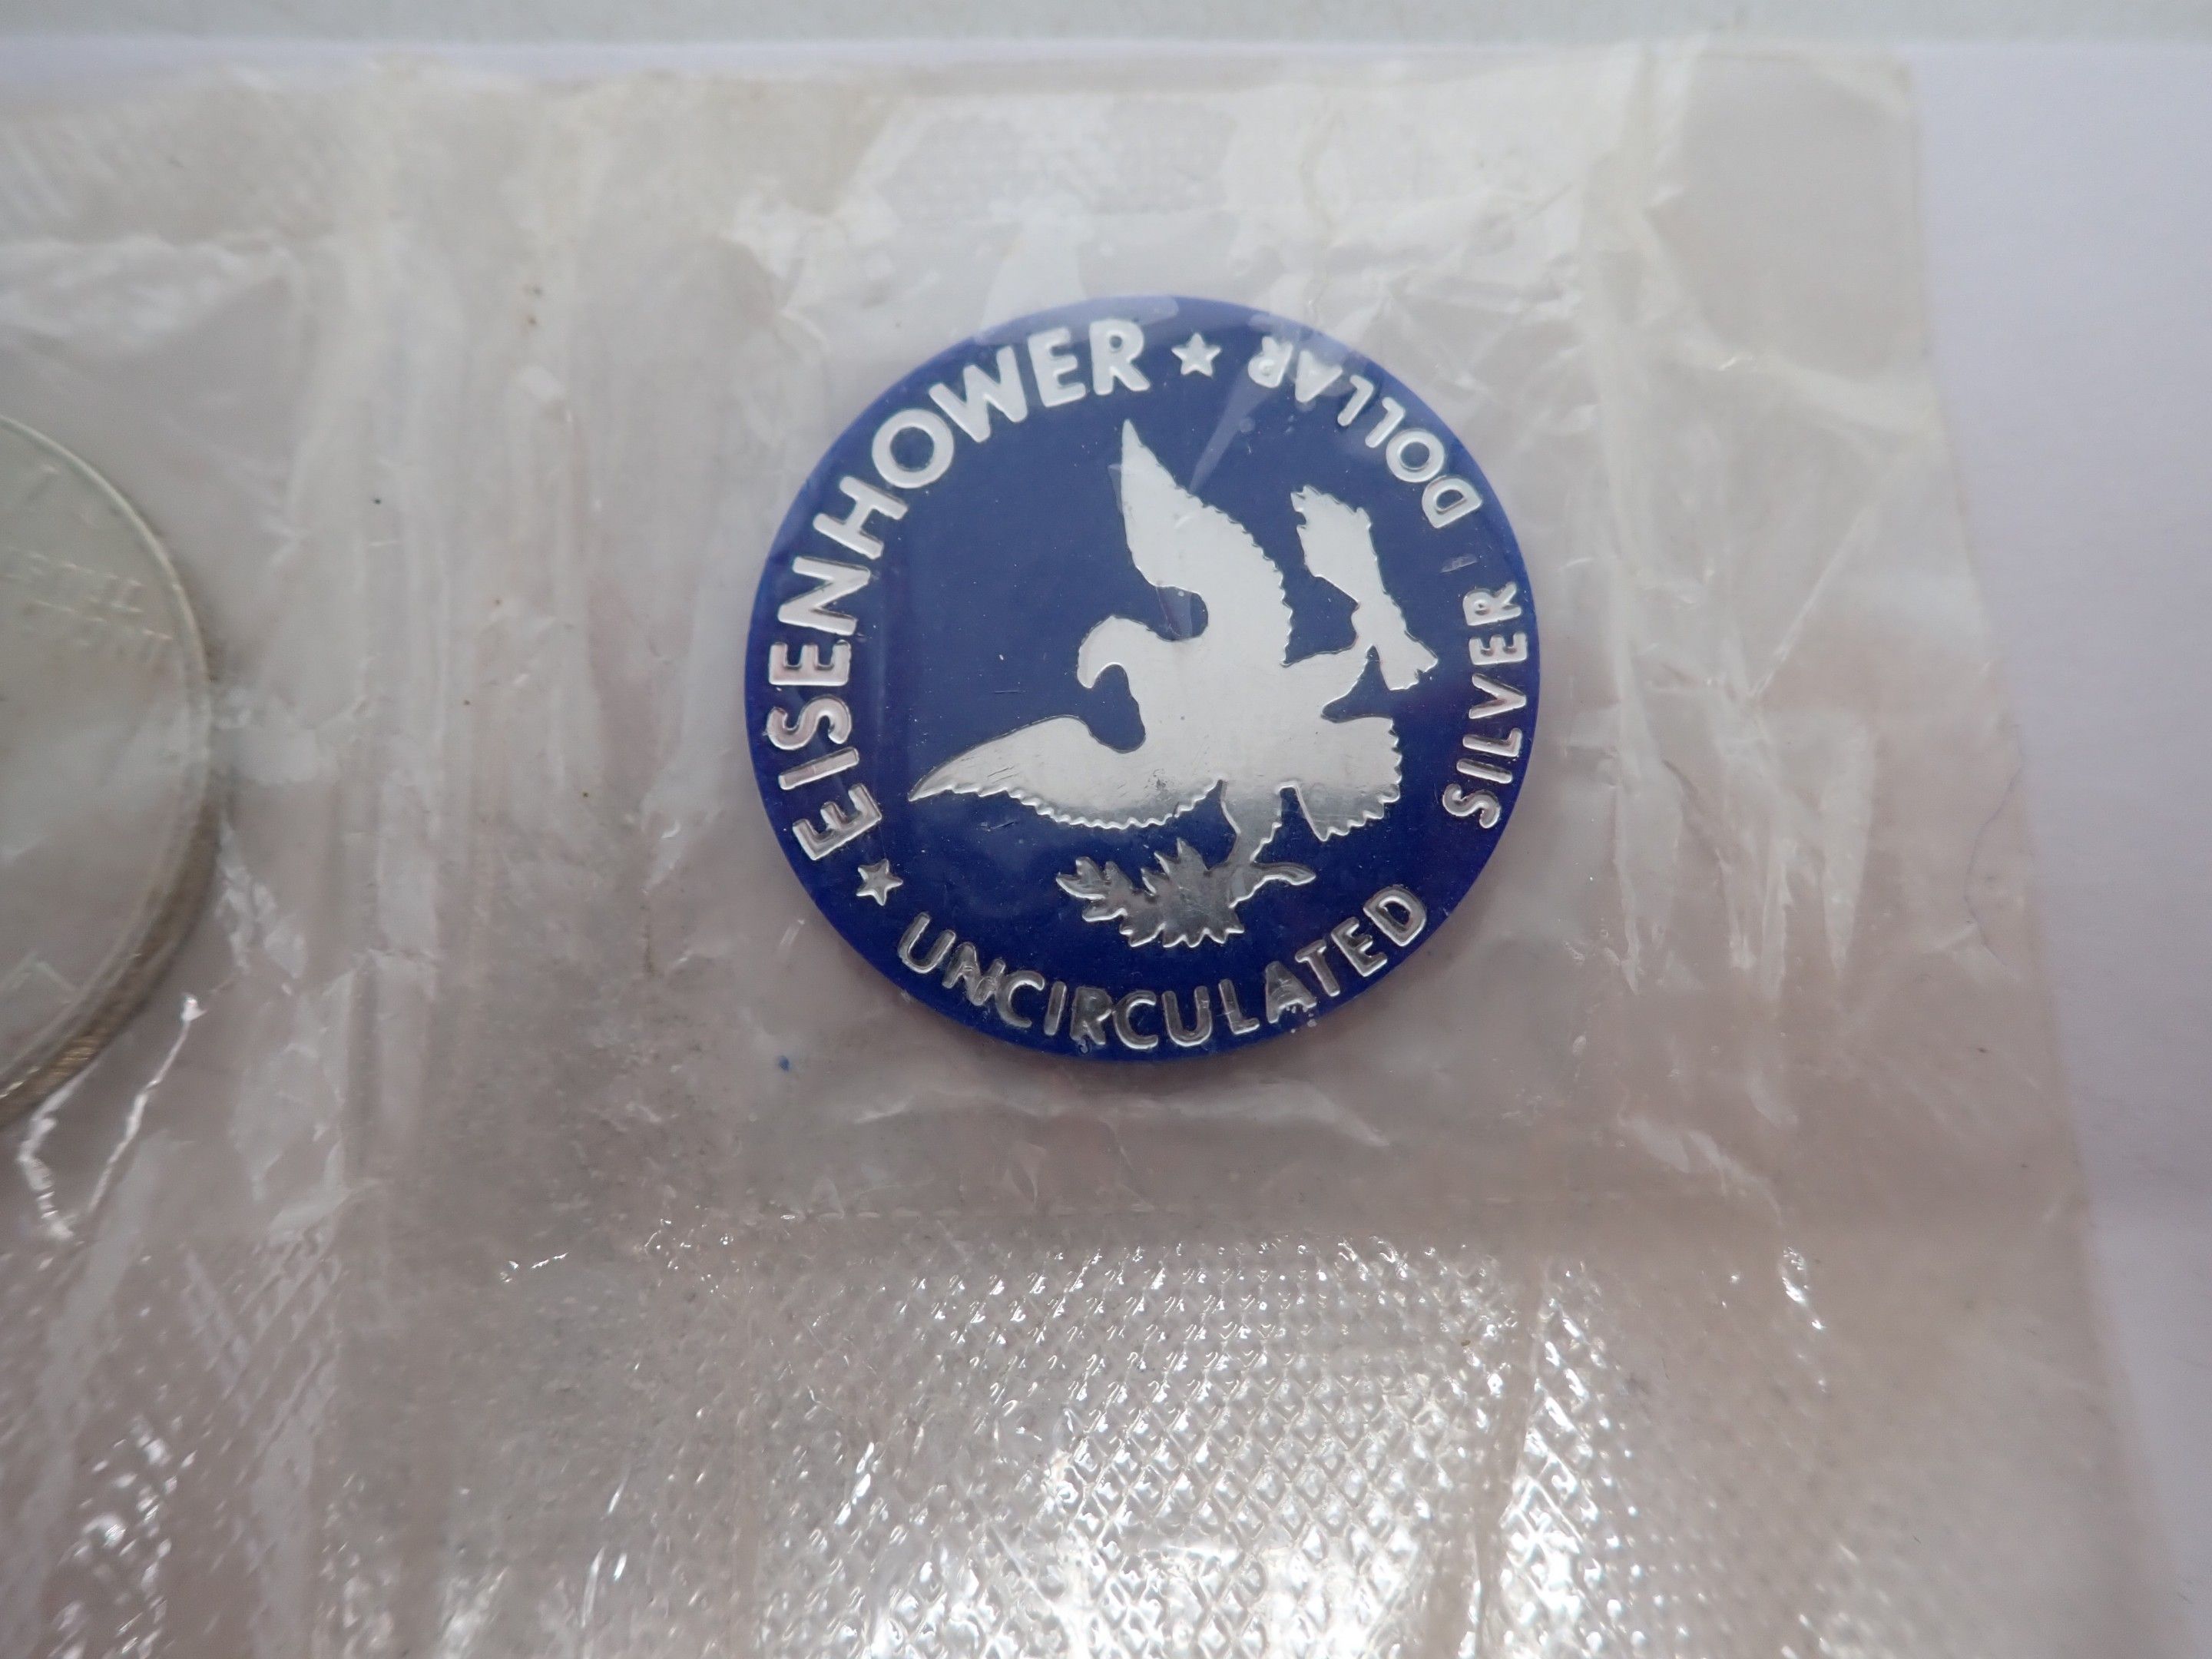 ★ EISENHOWER ★
UNCIRCULATED
SILVER DOLLAR